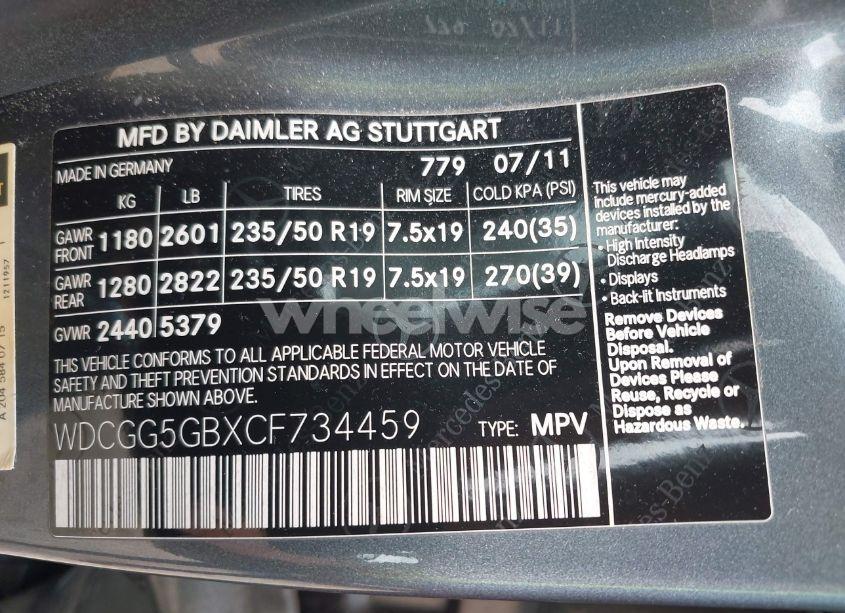 MFD BY DAIMLER AG STUTTGART
MADE IN GERMANY 779 07/11
KG LB TIRES RIM SIZE COLD KPA (PSI)
GAWR FRONT 1180 2601 235/50 R19 7.5x19 240(35)
GAWR REAR 1280 2822 235/50 R19 7.5x19 270(39)
GVWR 2440 5379
THIS VEHICLE CONFORMS TO ALL APPLICABLE FEDERAL MOTOR VEHICLE
SAFETY AND THEFT PREVENTION STANDARDS IN EFFECT ON THE DATE OF
MANUFACTURE SHOWN ABOVE.
WDCGG5GBXCF734459 TYPE: MPV
This vehicle may
include mercury-added
devices installed by the
manufacturer:
• High Intensity
Discharge Headlamps
• Displays
• Back-lit Instruments
Remove Devices
Before Vehicle
Disposal.
Upon Removal of
Devices Please
Reuse, Recycle or
Dispose as
Hazardous Waste.
wheelwise
A 204 584 07 15
1211957